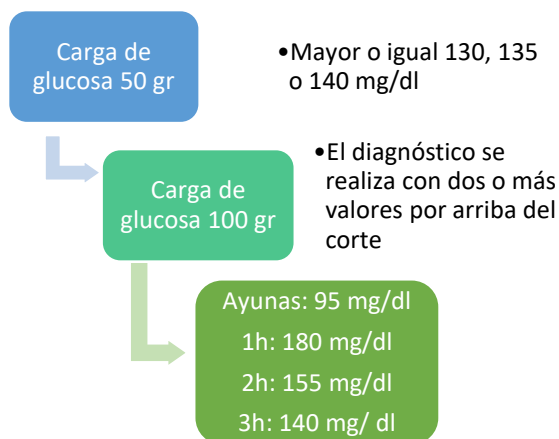 Carga de
glucosa 50 gr
•Mayor o igual 130, 135
o 140 mg/dl
Carga de
glucosa 100 gr
•El diagnóstico se
realiza con dos o más
valores por arriba del
corte
Ayunas: 95 mg/dl
1h: 180 mg/dl
2h: 155 mg/dl
3h: 140 mg/ dl